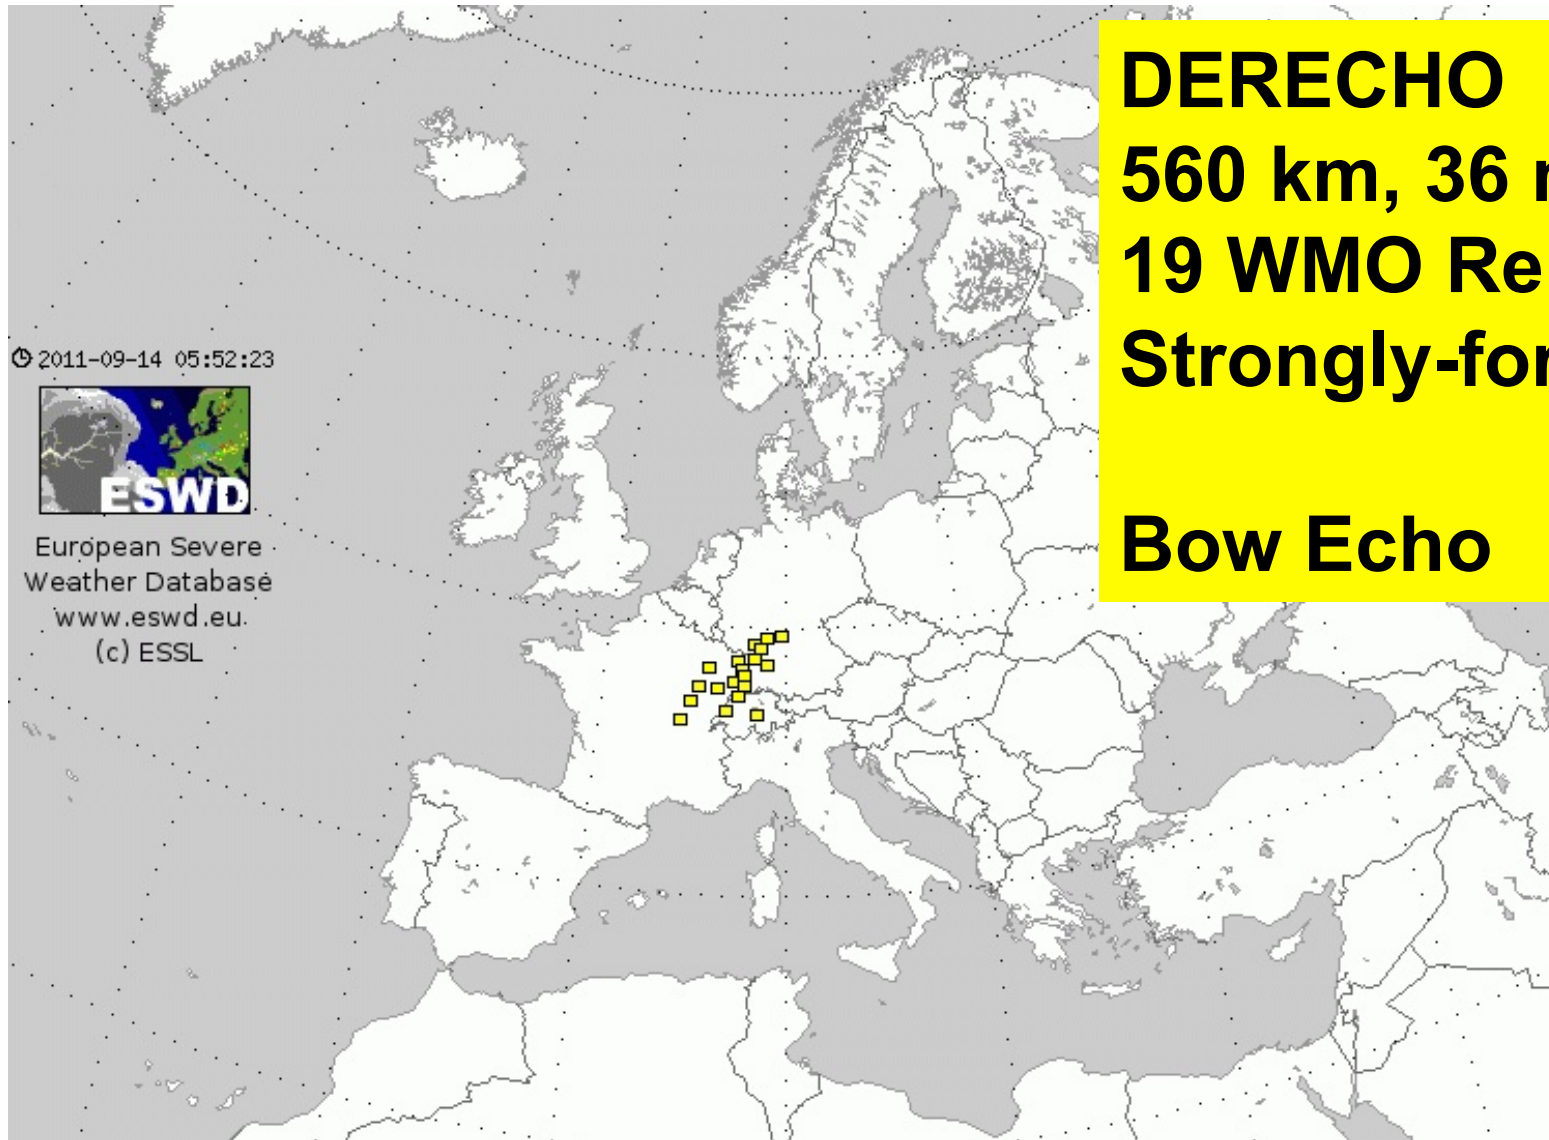 DERECHO
560 km, 36
19 WMO Re
Strongly-for
Bow Echo
2011-09-14 05:52:23
ESWD
European Severe
Weather Database
www.eswd.eu
(c) ESSL